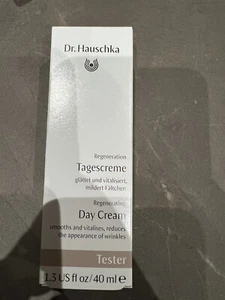 Dr. Hauschka
Regeneration
Tagescreme
glättet und vitalisiert,
mildert Fältchen
Regenerating
Day Cream
smooths and vitalises, reduces
the appearance of wrinkles
Tester
1.3 US fl oz/40 ml e